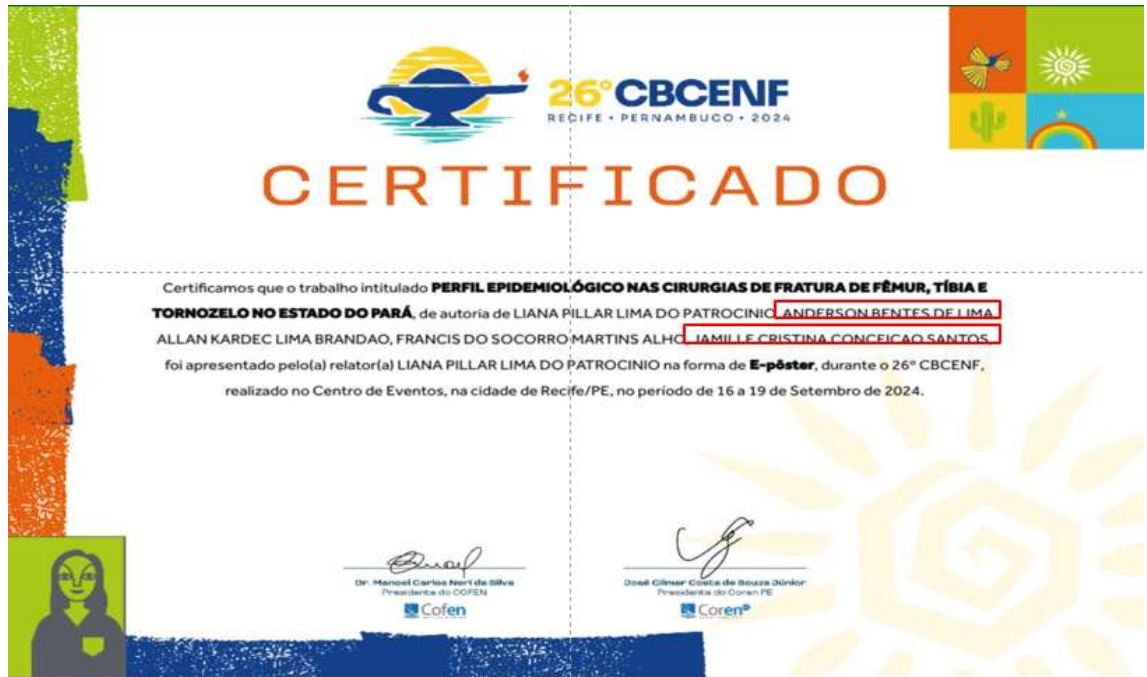 26°CBCENF
RECIFE • PERNAMBUCO • 2024
CERTIFICADO
Certificamos que o trabalho intitulado PERFIL EPIDEMIOLÓGICO NAS CIRURGIAS DE FRATURA DE FÊMUR, TÍBIA E
TORNOZELO NO ESTADO DO PARÁ, de autoria de LIANA PILLAR LIMA DO PATROCINIO, ANDERSON BENTES DE LIMA,
ALLAN KARDEC LIMA BRANDAO, FRANCIS DO SOCORRO MARTINS ALHO, JAMILLE CRISTINA CONCEICAO SANTOS,
foi apresentado pelo(a) relator(a) LIANA PILLAR LIMA DO PATROCINIO na forma de E-pôster, durante o 26° CBCENF,
realizado no Centro de Eventos, na cidade de Recife/PE, no período de 16 a 19 de Setembro de 2024.
Dr. Manoel Carlos Neri da Silva
Presidente do COFEN
Cofen
José Gilmar Costa de Souza Júnior
Presidente do Coren PE
Coren